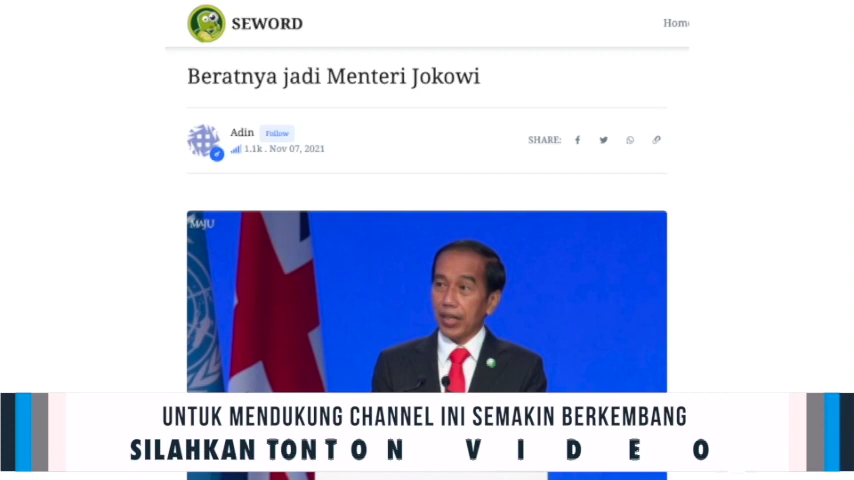 SEWORD
Hom
Beratnya jadi Menteri Jokowi
Adin Follow
1.1k . Nov 07, 2021
SHARE:
MAJU
UNTUK MENDUKUNG CHANNEL INI SEMAKIN BERKEMBANG
SILAHKAN TONTON VIDEO